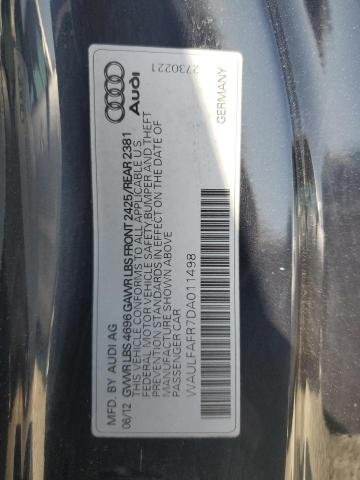 Audi
2730221
GERMANY
MFD. BY AUDI AG
06/12 GVWR LBS 4696 GAWR LBS FRONT 2425/REAR 2381
THIS VEHICLE CONFORMS TO ALL APPLICABLE U.S
FEDERAL MOTOR VEHICLE SAFETY BUMPER AND THEFT
PREVENTION STANDARDS IN EFFECT ON THE DATE OF
MANUFACTURE SHOWN ABOVE
PASSENGER CAR
WAULFAFR7DA011498